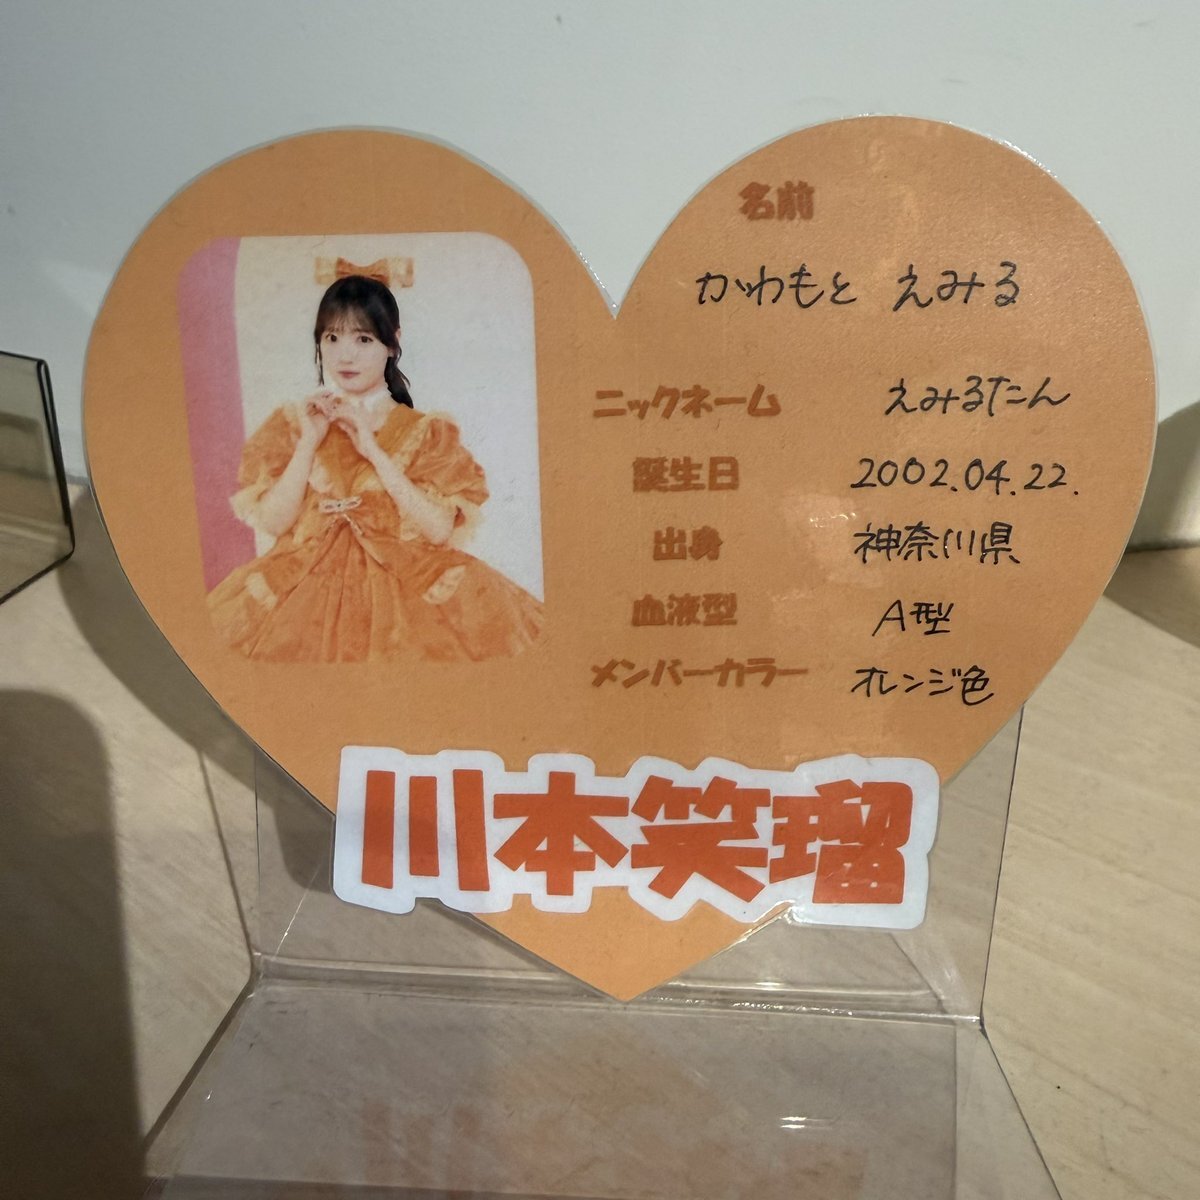 名前
かわもと えみる
ニックネーム えみるたん
誕生日 2002.04.22.
出身 神奈川県
血液型 A型
メンバーカラー オレンジ色
川本笑瑠